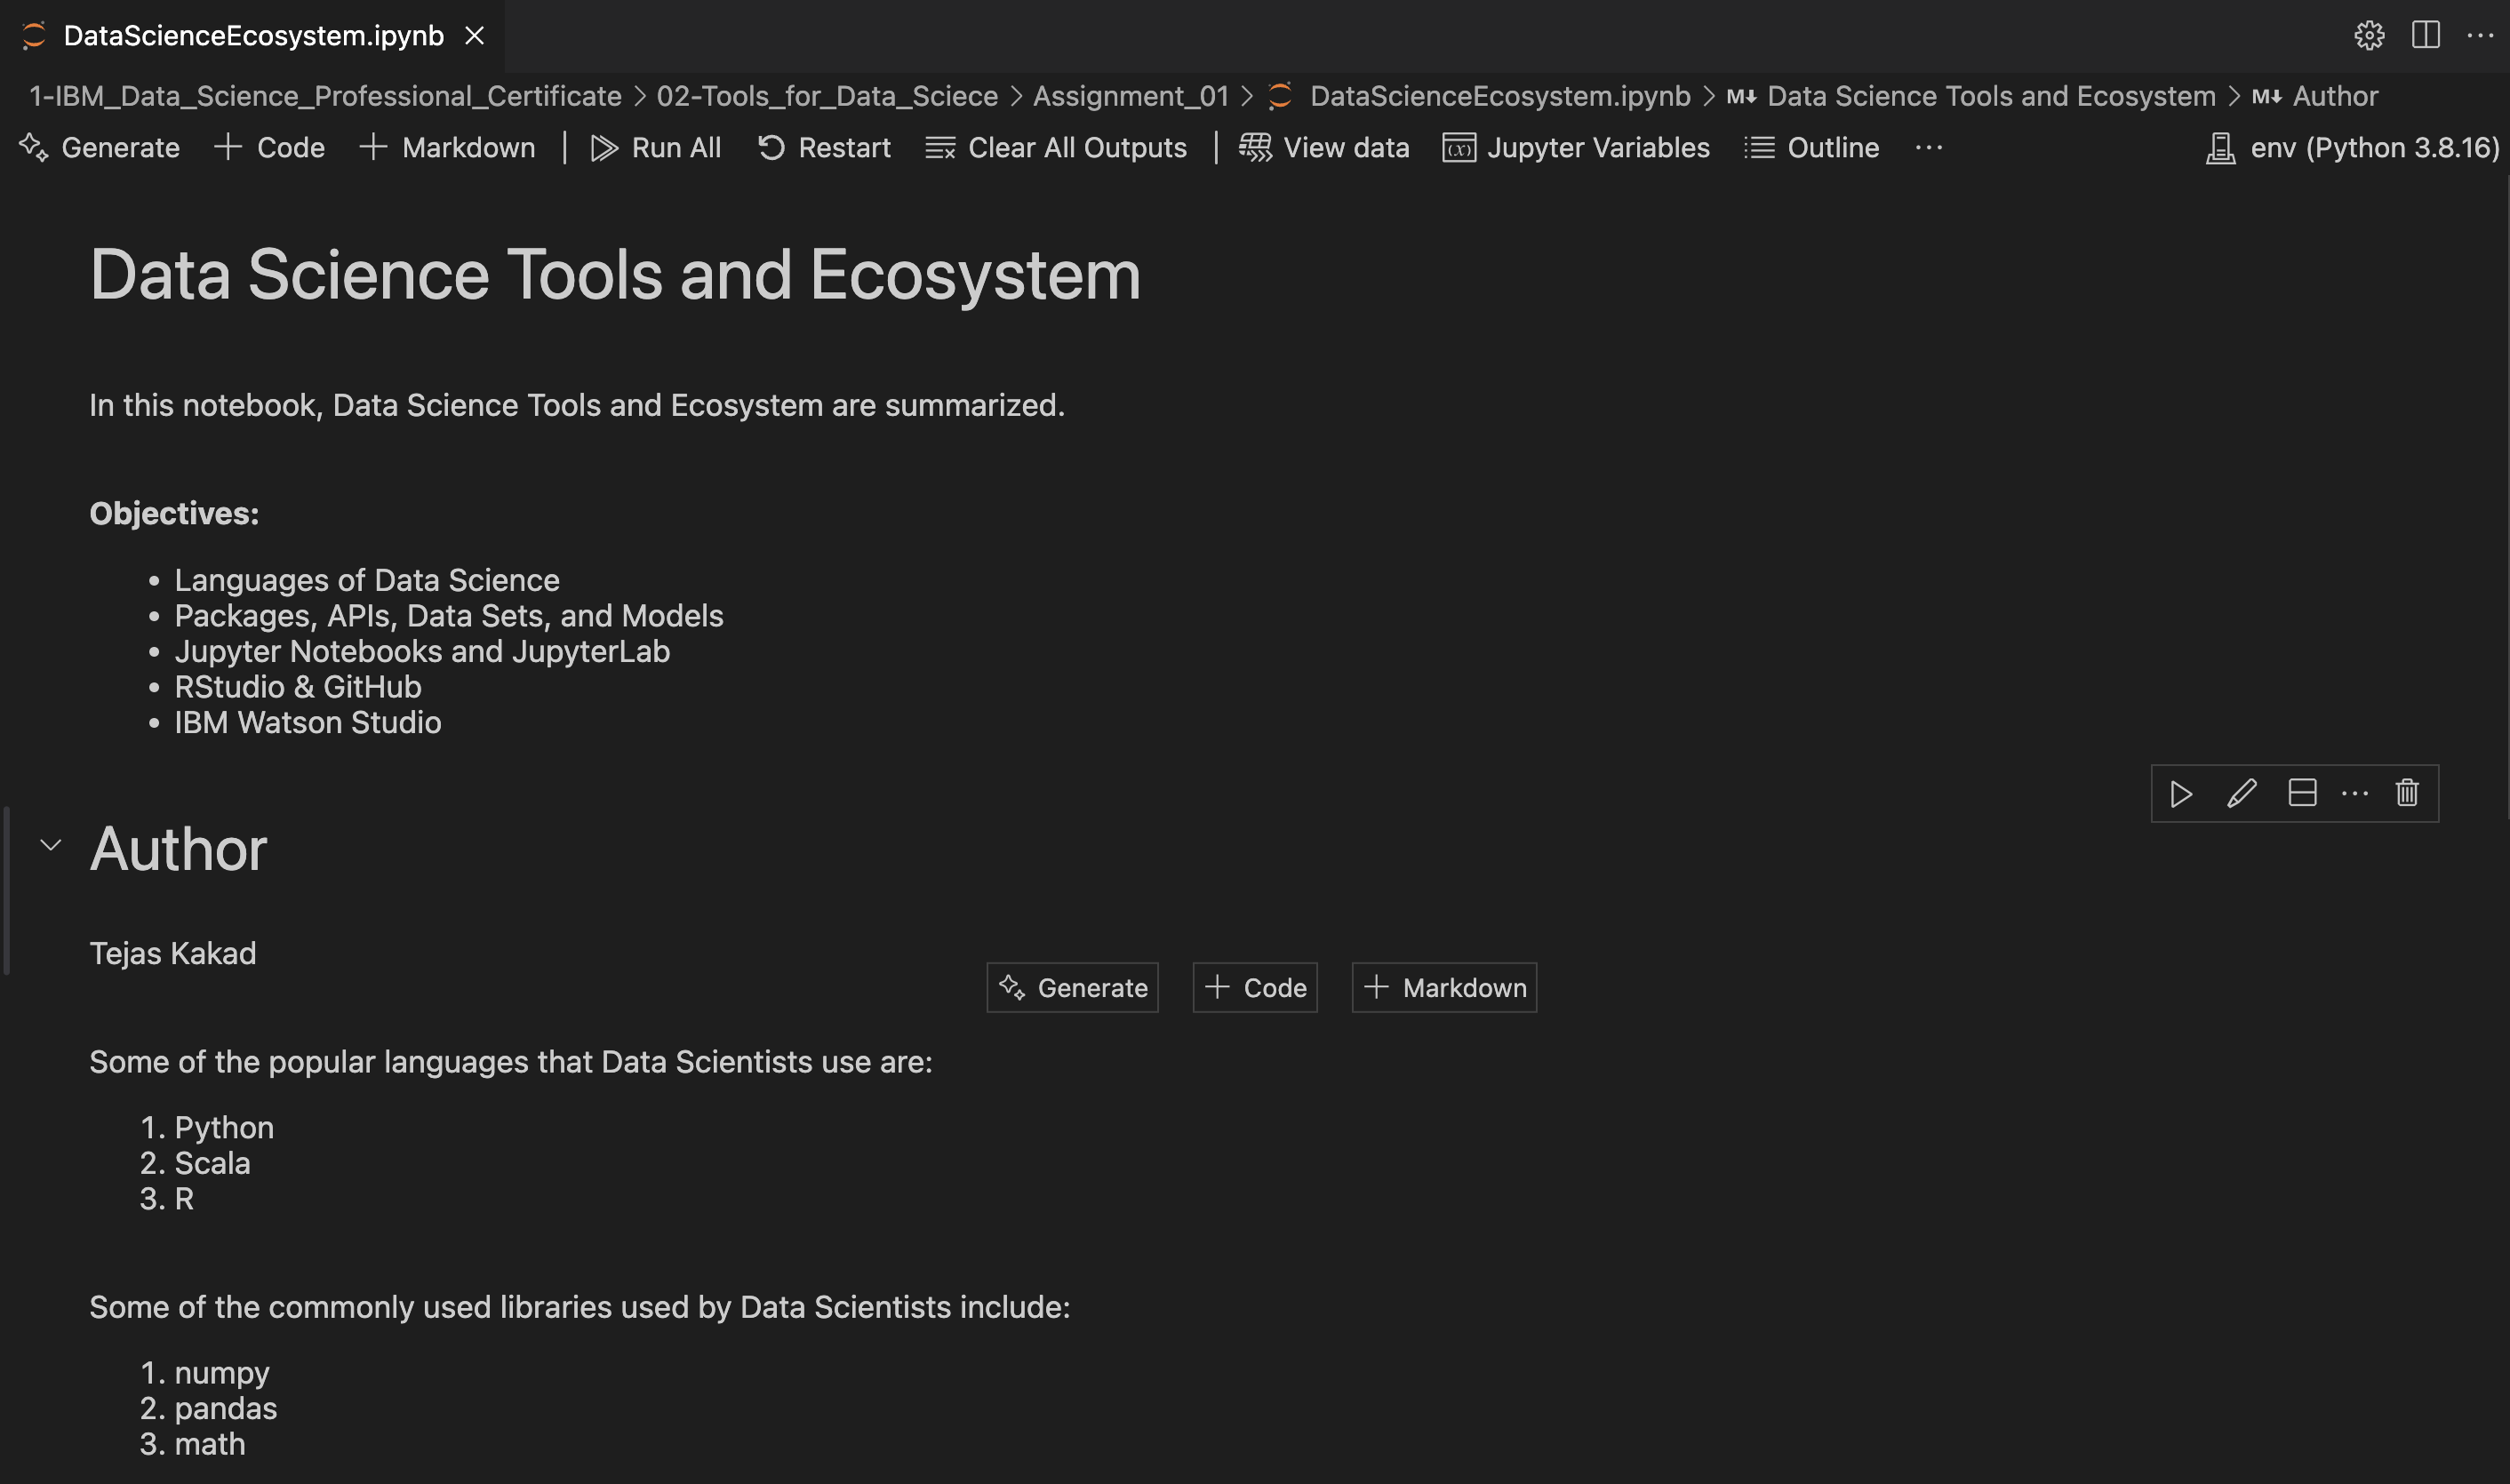 DataScienceEcosystem.ipynb
1-IBM_Data_Science_Professional_Certificate > 02-Tools_for_Data_Sciece > Assignment_01 > DataScienceEcosystem.ipynb > M↓ Data Science Tools and Ecosystem > M↓ Author
Generate + Code + Markdown | Run All Restart Clear All Outputs | View data (x) Jupyter Variables Outline ... env (Python 3.8.16)
Data Science Tools and Ecosystem
In this notebook, Data Science Tools and Ecosystem are summarized.
Objectives:
• Languages of Data Science
• Packages, APIs, Data Sets, and Models
• Jupyter Notebooks and JupyterLab
• RStudio & GitHub
• IBM Watson Studio
Author
Tejas Kakad
Generate + Code + Markdown
Some of the popular languages that Data Scientists use are:
1. Python
2. Scala
3. R
Some of the commonly used libraries used by Data Scientists include:
1. numpy
2. pandas
3. math